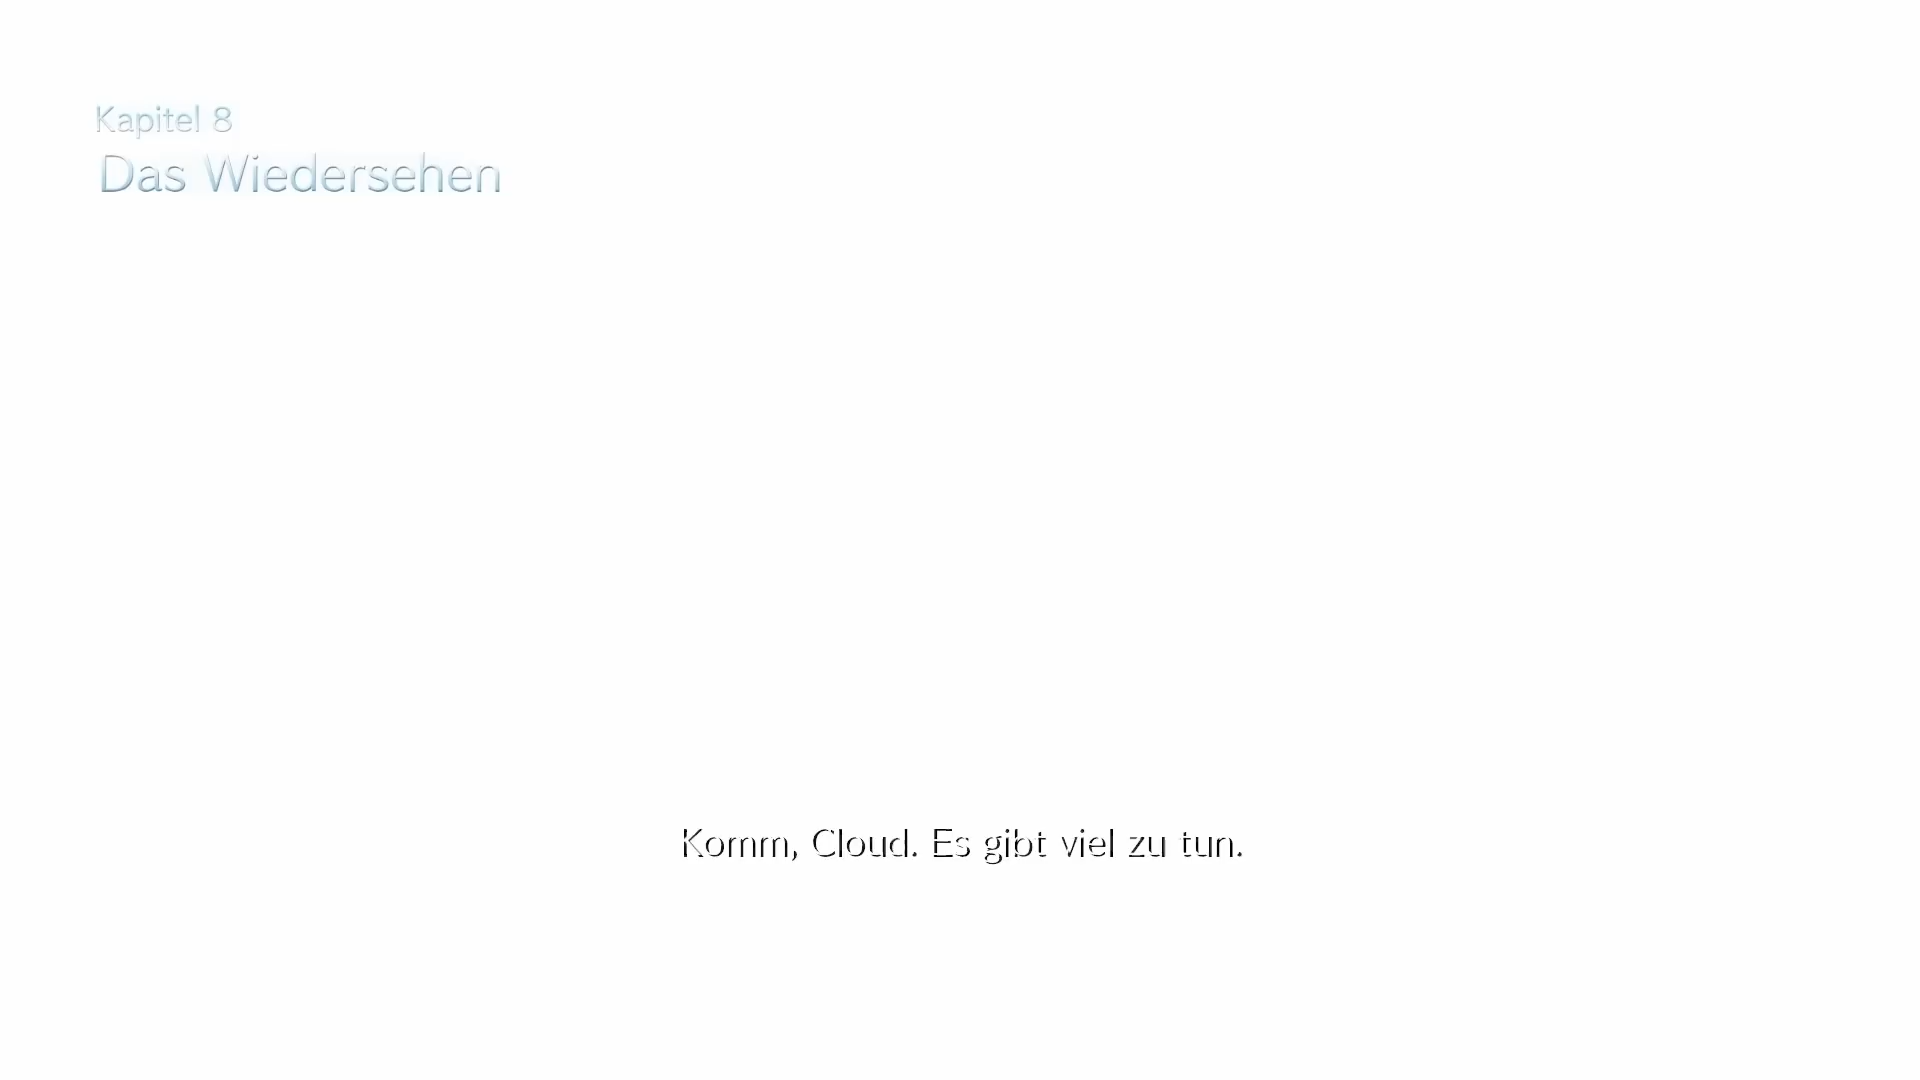 Kapitel 8
Das Wiedersehen
Komm, Cloud. Es gibt viel zu tun.